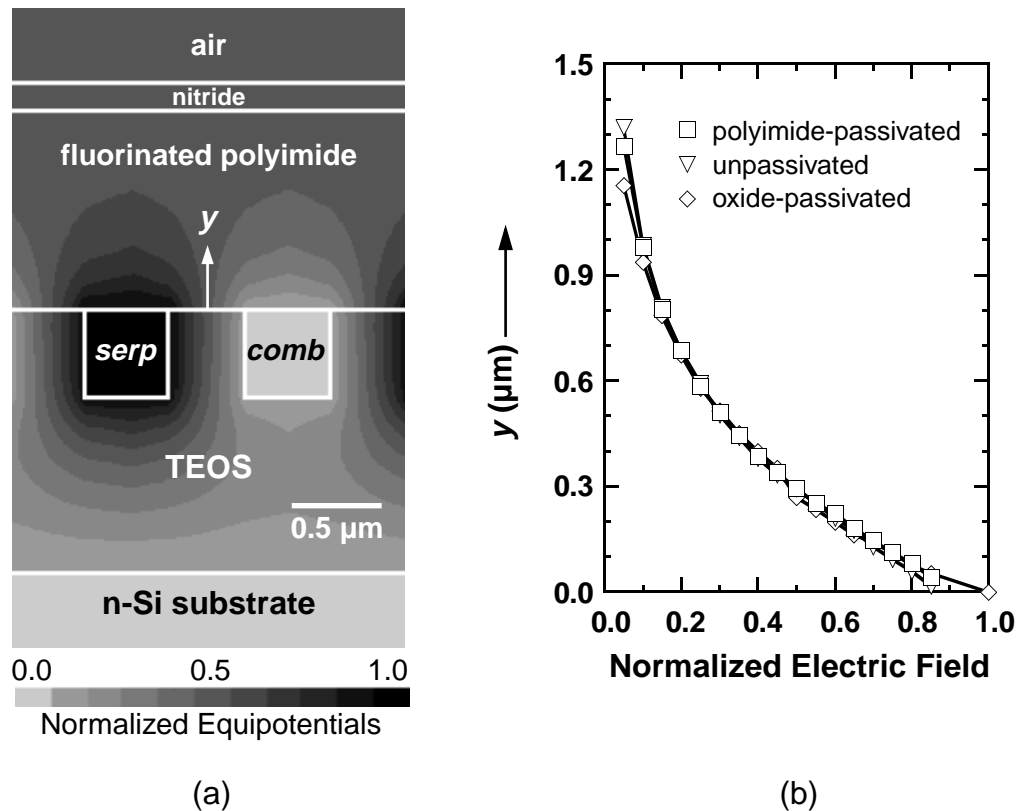 air
nitride
fluorinated polyimide
y
serp
comb
TEOS
0.5 µm
n-Si substrate
0.0 0.5 1.0
Normalized Equipotentials
(a)
1.5
1.2
0.9
0.6
0.3
0.0
y (µm)
polyimide-passivated
unpassivated
oxide-passivated
0.0 0.2 0.4 0.6 0.8 1.0
Normalized Electric Field
(b)